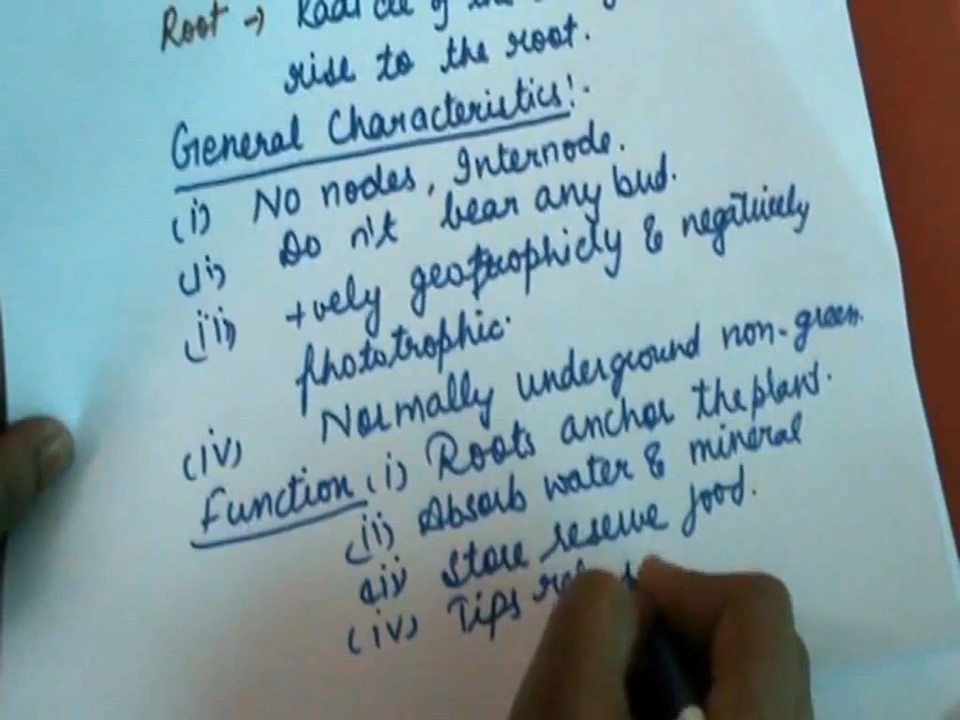 Root → Radicle of the
rise to the root.
General Characteristics:
(i) No nodes, Internode.
(ii) Do n't bear any bud.
(iii) +vely geotrophicly & negatively
phototrophic.
(iv) Normally underground non-green.
Function (i) Roots anchor the plant.
(ii) Absorb water & mineral
(iii) Store reserve food.
(iv) Tips